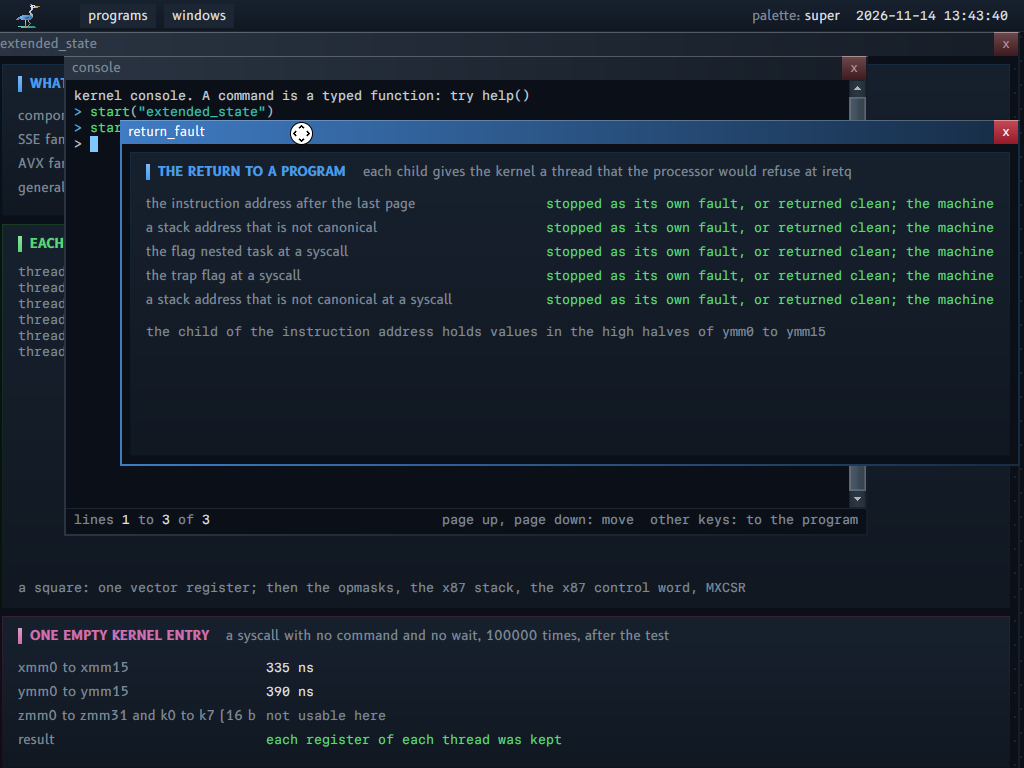 programs windows palette: super 2026-11-14 13:43:40
extended_state x
WHAT
console x
kernel console. A command is a typed function: try help()
> start("extended_state")
> star
>
compor
SSE fam
AVX fam
general
return_fault x
THE RETURN TO A PROGRAM each child gives the kernel a thread that the processor would refuse at iretq
the instruction address after the last page stopped as its own fault, or returned clean; the machine
a stack address that is not canonical stopped as its own fault, or returned clean; the machine
the flag nested task at a syscall stopped as its own fault, or returned clean; the machine
the trap flag at a syscall stopped as its own fault, or returned clean; the machine
a stack address that is not canonical at a syscall stopped as its own fault, or returned clean; the machine
the child of the instruction address holds values in the high halves of ymm0 to ymm15
EACH
thread
thread
thread
thread
thread
thread
lines 1 to 3 of 3 page up, page down: move other keys: to the program
a square: one vector register; then the opmasks, the x87 stack, the x87 control word, MXCSR
ONE EMPTY KERNEL ENTRY a syscall with no command and no wait, 100000 times, after the test
xmm0 to xmm15 335 ns
ymm0 to ymm15 390 ns
zmm0 to zmm31 and k0 to k7 [16 b not usable here
result each register of each thread was kept